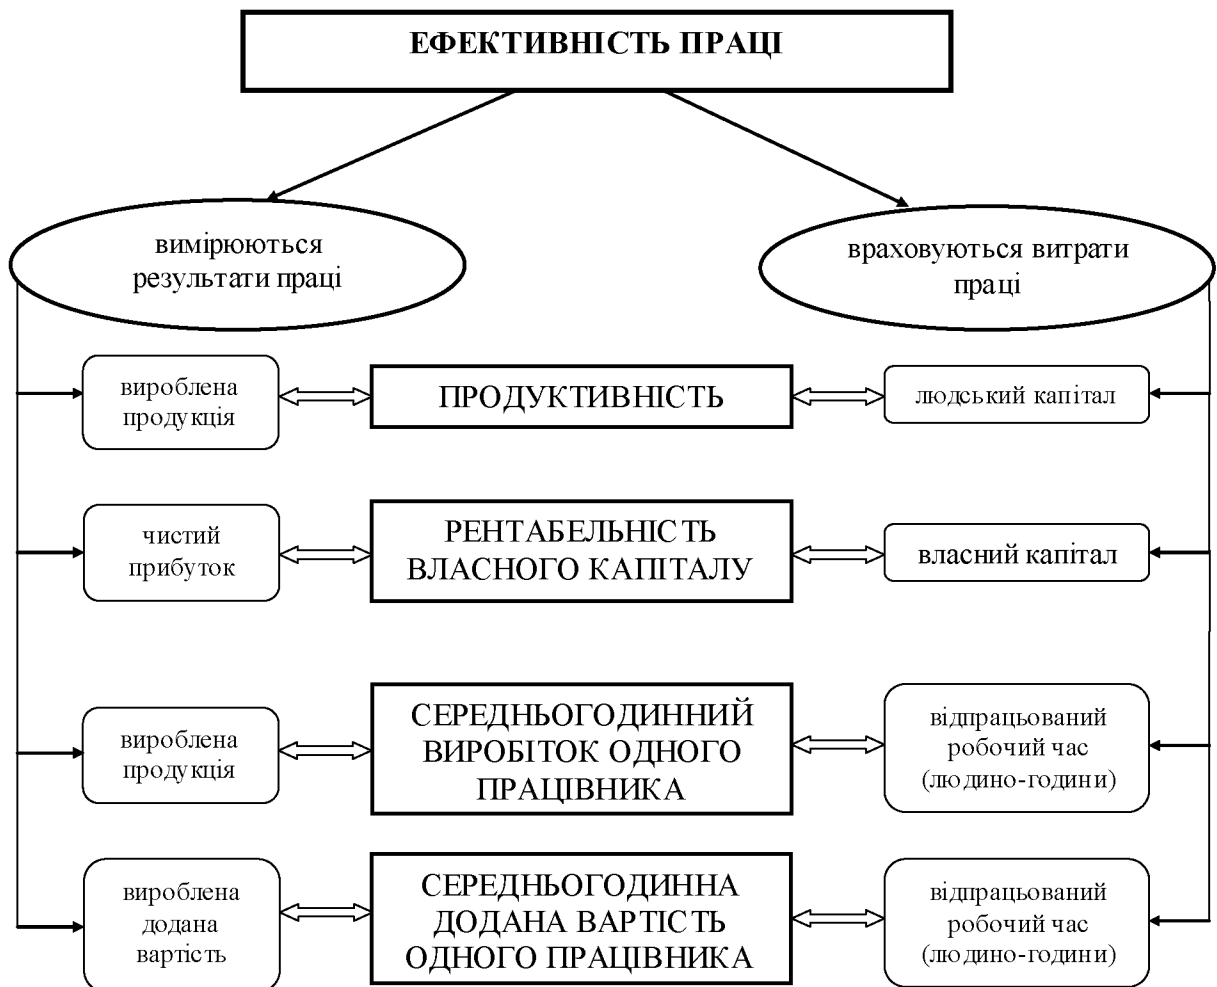 ЕФЕКТИВНІСТЬ ПРАЦІ
вимірюються
результати праці
враховуються витрати
праці
вироблена
продукція
ПРОДУКТИВНІСТЬ
людський капітал
чистий
прибуток
РЕНТАБЕЛЬНІСТЬ
ВЛАСНОГО КАПІТАЛУ
власний капітал
вироблена
продукція
СЕРЕДНЬОГОДИННИЙ
ВИРОБІТОК ОДНОГО
ПРАЦІВНИКА
відпрацьований
робочий час
(людино-години)
вироблена
додана
вартість
СЕРЕДНЬОГОДИННА
ДОДАНА ВАРТІСТЬ
ОДНОГО ПРАЦІВНИКА
відпрацьований
робочий час
(людино-години)